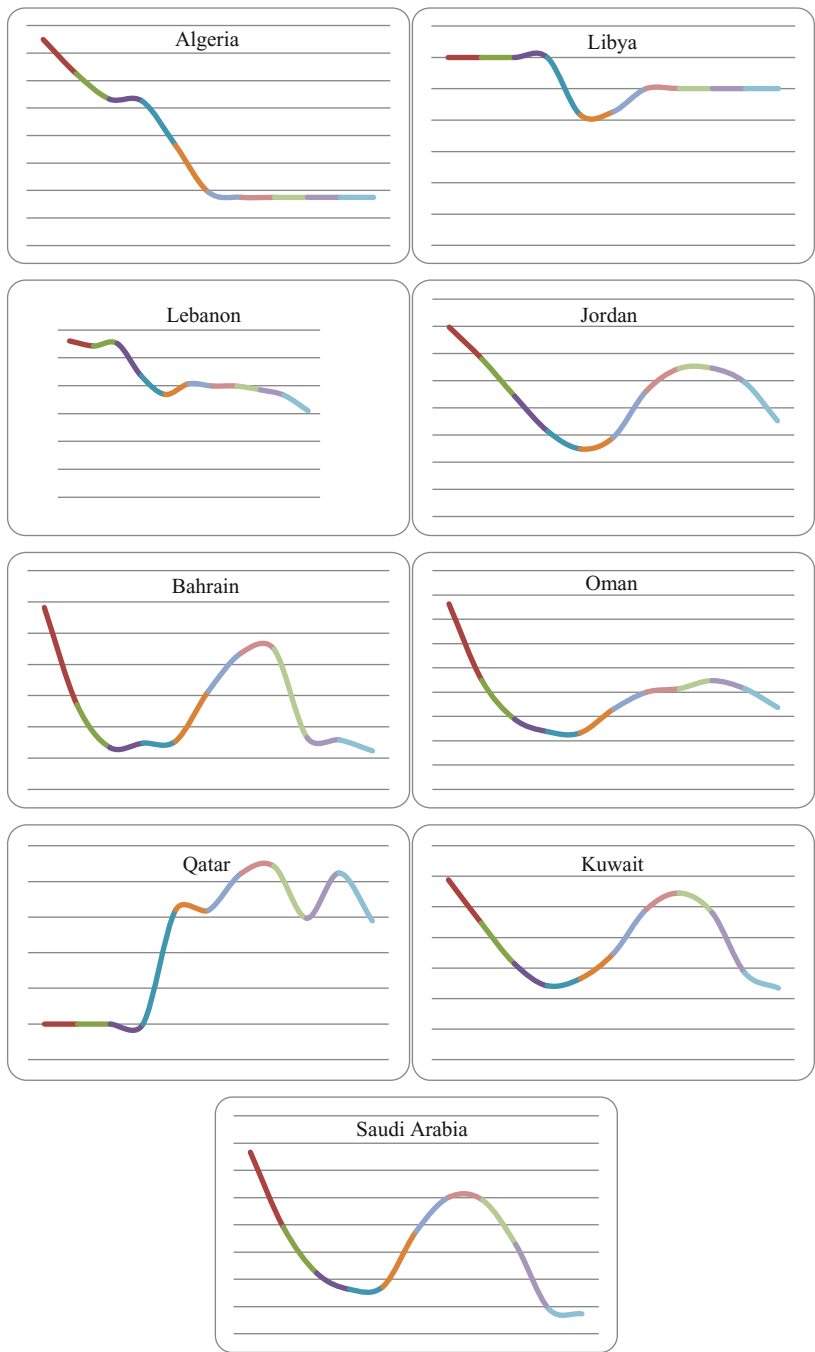 Algeria
Libya
Lebanon
Jordan
Bahrain
Oman
Qatar
Kuwait
Saudi Arabia